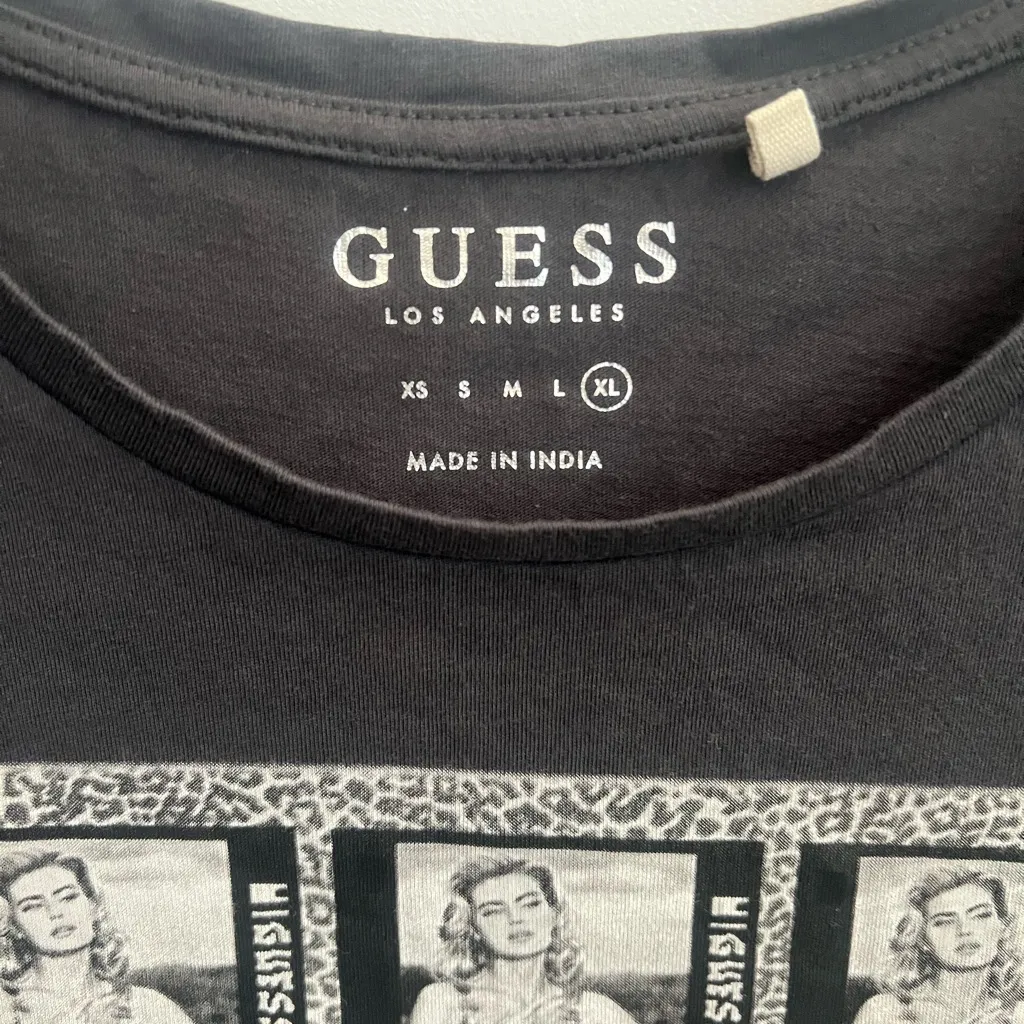 GUESS
LOS ANGELES
XS S M L XL
MADE IN INDIA